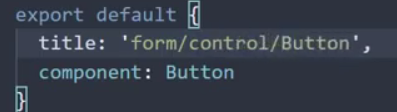 export default {
  title: 'form/control/Button',
  component: Button
}